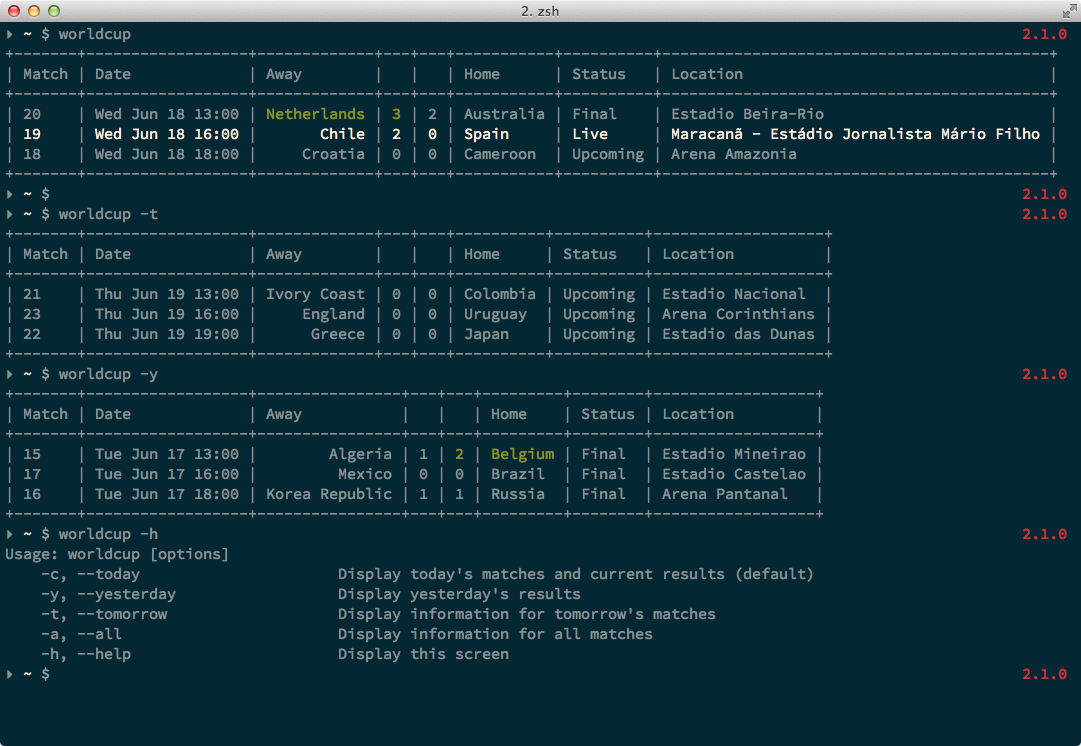 2. zsh
▸ ~ $ worldcup 2.1.0
+-------+------------------+------------+---+---+-----------+----------+-------------------------------------------+
| Match | Date             | Away       |   |   | Home      | Status   | Location                                  |
+-------+------------------+------------+---+---+-----------+----------+-------------------------------------------+
| 20    | Wed Jun 18 13:00 | Netherlands | 3 | 2 | Australia | Final    | Estadio Beira-Rio                         |
| 19    | Wed Jun 18 16:00 |       Chile | 2 | 0 | Spain     | Live     | Maracanã - Estádio Jornalista Mário Filho |
| 18    | Wed Jun 18 18:00 |     Croatia | 0 | 0 | Cameroon  | Upcoming | Arena Amazonia                            |
+-------+------------------+-------------+---+---+-----------+----------+-------------------------------------------+
▸ ~ $ 2.1.0
▸ ~ $ worldcup -t 2.1.0
+-------+------------------+-------------+---+---+----------+----------+-------------------+
| Match | Date             | Away        |   |   | Home     | Status   | Location          |
+-------+------------------+-------------+---+---+----------+----------+-------------------+
| 21    | Thu Jun 19 13:00 | Ivory Coast | 0 | 0 | Colombia | Upcoming | Estadio Nacional  |
| 23    | Thu Jun 19 16:00 |     England | 0 | 0 | Uruguay  | Upcoming | Arena Corinthians |
| 22    | Thu Jun 19 19:00 |      Greece | 0 | 0 | Japan    | Upcoming | Estadio das Dunas |
+-------+------------------+-------------+---+---+----------+----------+-------------------+
▸ ~ $ worldcup -y 2.1.0
+-------+------------------+----------------+---+---+---------+--------+------------------+
| Match | Date             | Away           |   |   | Home    | Status | Location         |
+-------+------------------+----------------+---+---+---------+--------+------------------+
| 15    | Tue Jun 17 13:00 |        Algeria | 1 | 2 | Belgium | Final  | Estadio Mineirao |
| 17    | Tue Jun 17 16:00 |         Mexico | 0 | 0 | Brazil  | Final  | Estadio Castelao |
| 16    | Tue Jun 17 18:00 | Korea Republic | 1 | 1 | Russia  | Final  | Arena Pantanal   |
+-------+------------------+----------------+---+---+---------+--------+------------------+
▸ ~ $ worldcup -h 2.1.0
Usage: worldcup [options]
    -c, --today                      Display today's matches and current results (default)
    -y, --yesterday                  Display yesterday's results
    -t, --tomorrow                   Display information for tomorrow's matches
    -a, --all                        Display information for all matches
    -h, --help                       Display this screen
▸ ~ $ 2.1.0